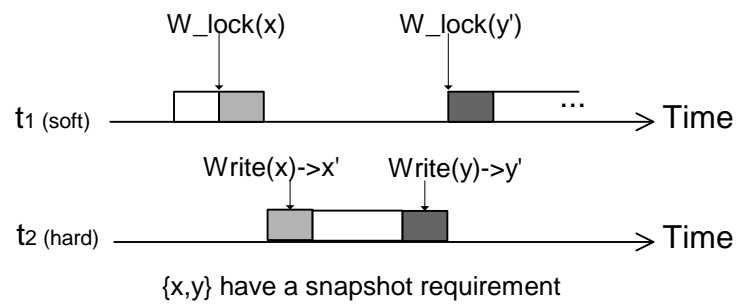 W_lock(x) W_lock(y')
...
t1 (soft) Time
Write(x)->x' Write(y)->y'
t2 (hard) Time
{x,y} have a snapshot requirement